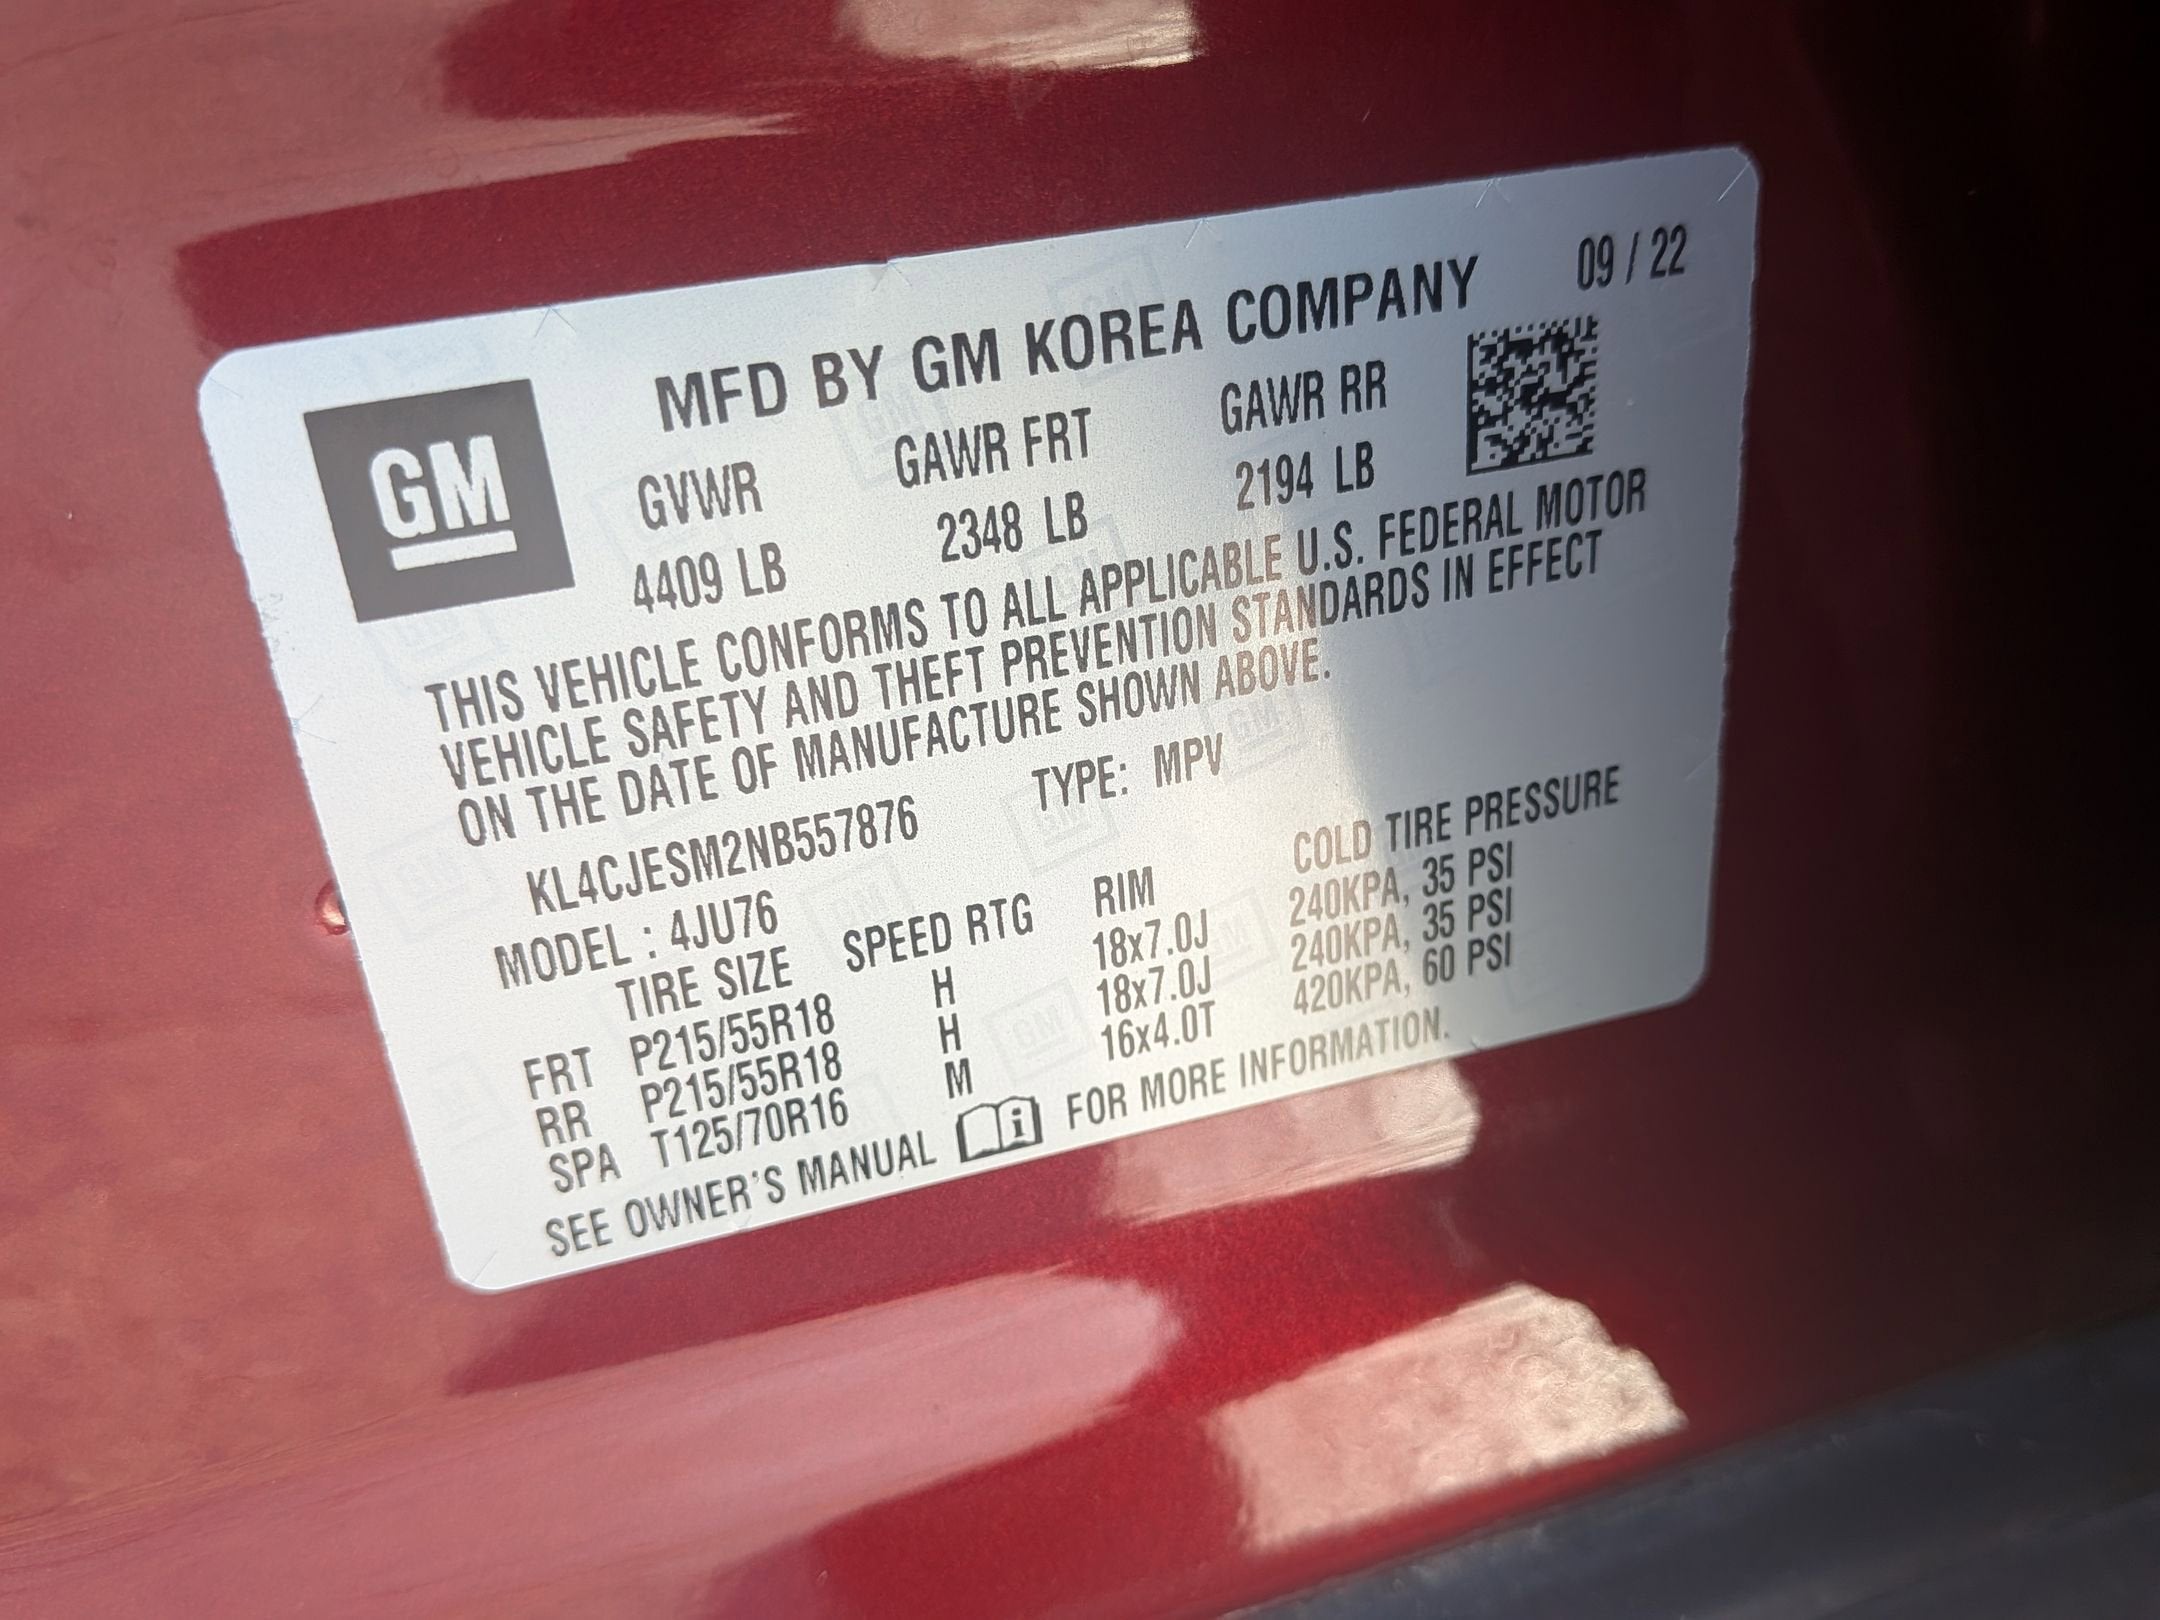 MFD BY GM KOREA COMPANY 09 / 22
GM
GVWR GAWR FRT GAWR RR
4409 LB 2348 LB 2194 LB
THIS VEHICLE CONFORMS TO ALL APPLICABLE U.S. FEDERAL MOTOR
VEHICLE SAFETY AND THEFT PREVENTION STANDARDS IN EFFECT
ON THE DATE OF MANUFACTURE SHOWN ABOVE.
KL4CJESM2NB557876 TYPE: MPV
MODEL : 4JU76
TIRE SIZE SPEED RTG RIM COLD TIRE PRESSURE
FRT P215/55R18 H 18x7.0J 240KPA, 35 PSI
RR P215/55R18 H 18x7.0J 240KPA, 35 PSI
SPA T125/70R16 M 16x4.0T 420KPA, 60 PSI
SEE OWNER'S MANUAL i FOR MORE INFORMATION.